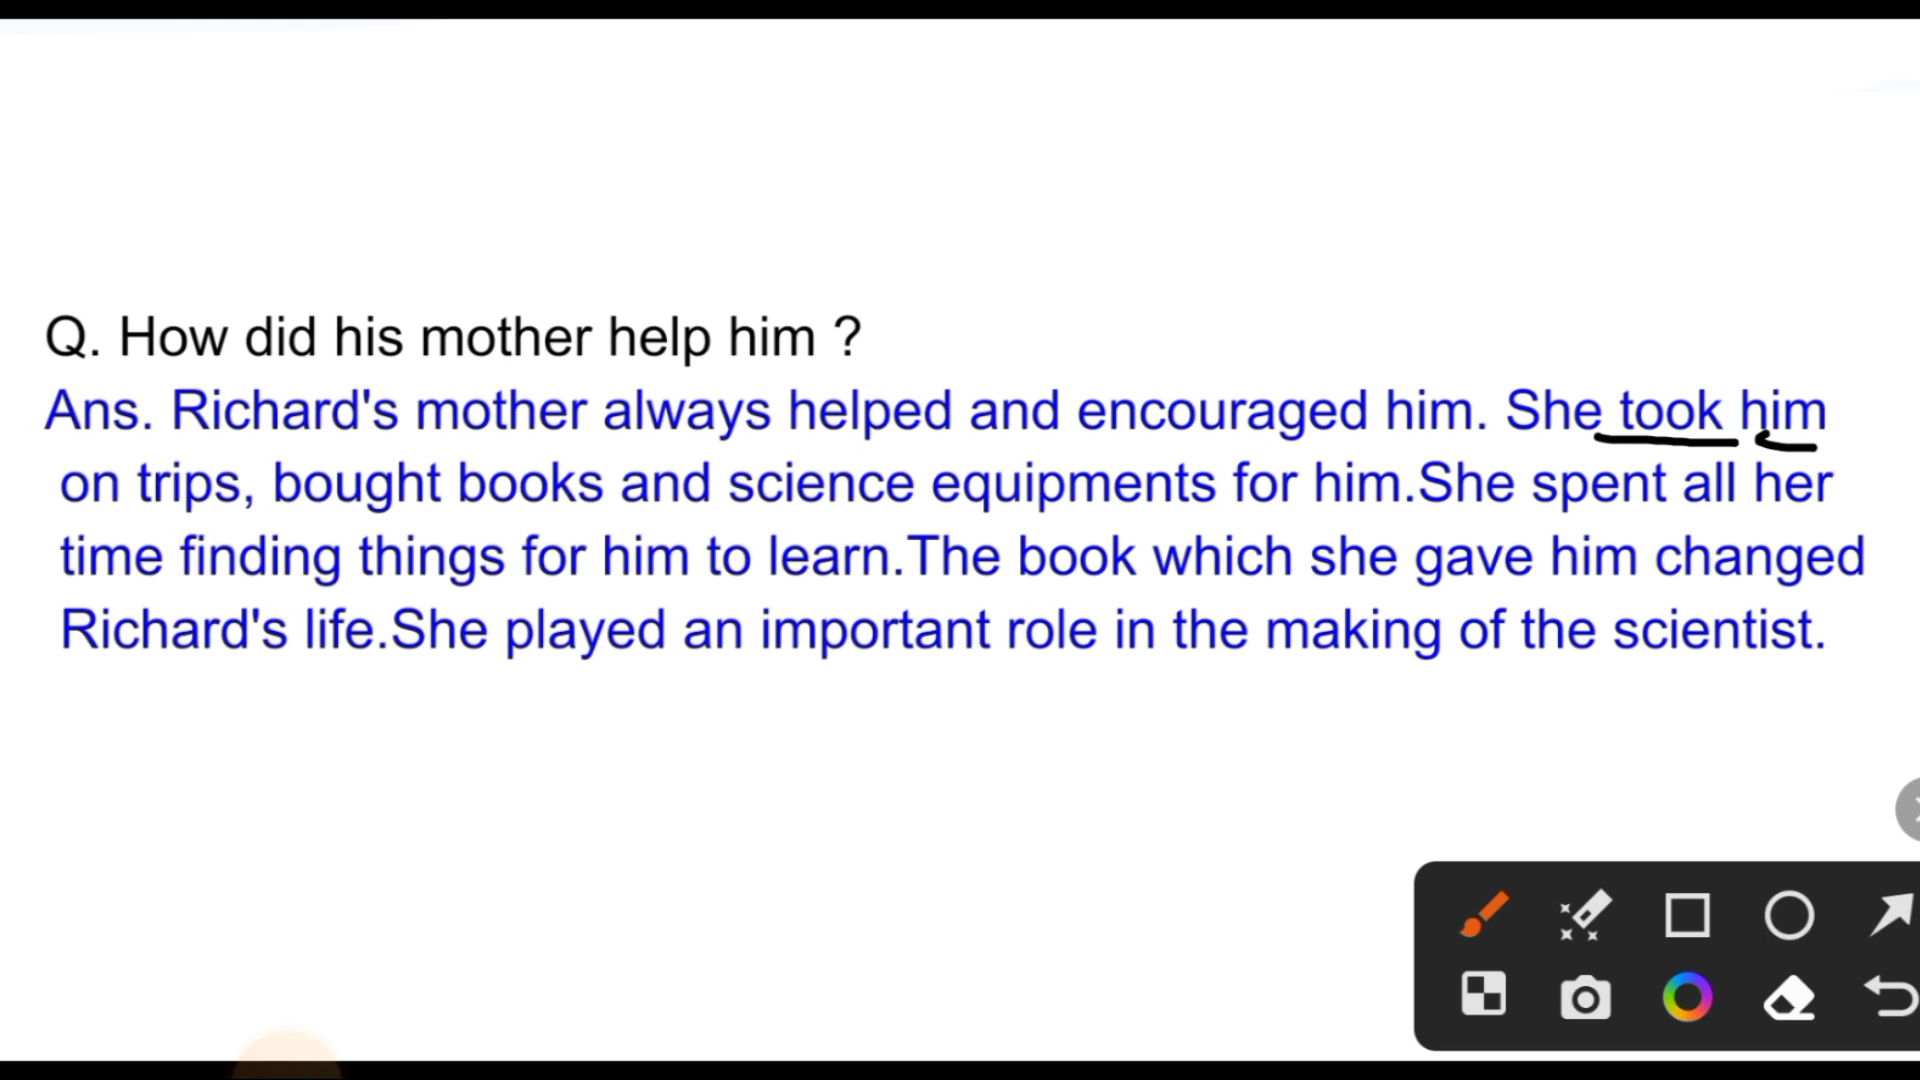 Q. How did his mother help him ?
Ans. Richard's mother always helped and encouraged him. She took him
on trips, bought books and science equipments for him.She spent all her
time finding things for him to learn.The book which she gave him changed
Richard's life.She played an important role in the making of the scientist.